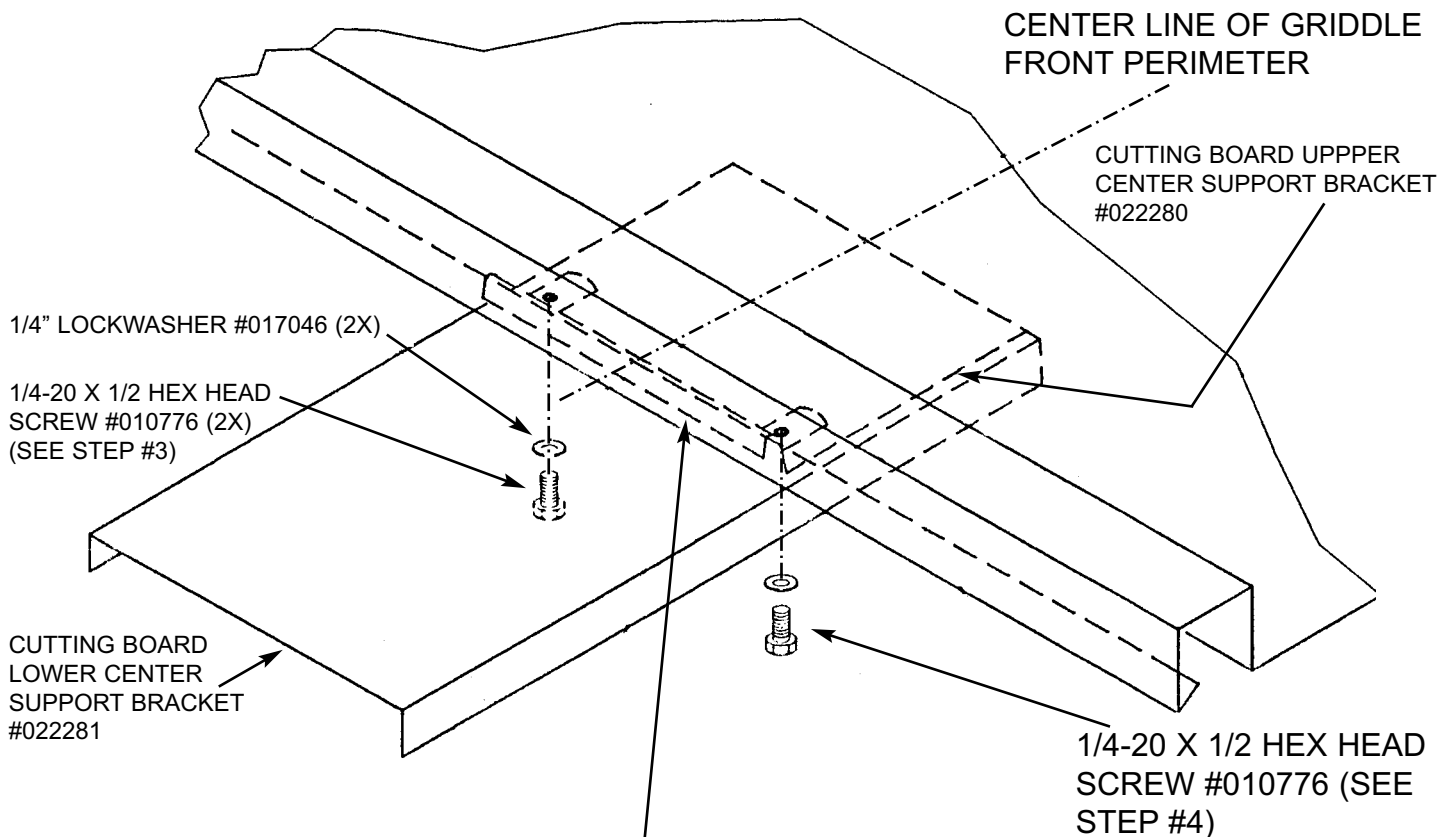 CENTER LINE OF GRIDDLE
FRONT PERIMETER
CUTTING BOARD UPPPER
CENTER SUPPORT BRACKET
#022280
1/4” LOCKWASHER #017046 (2X)
1/4-20 X 1/2 HEX HEAD
SCREW #010776 (2X)
(SEE STEP #3)
CUTTING BOARD
LOWER CENTER
SUPPORT BRACKET
#022281
1/4-20 X 1/2 HEX HEAD
SCREW #010776 (SEE
STEP #4)